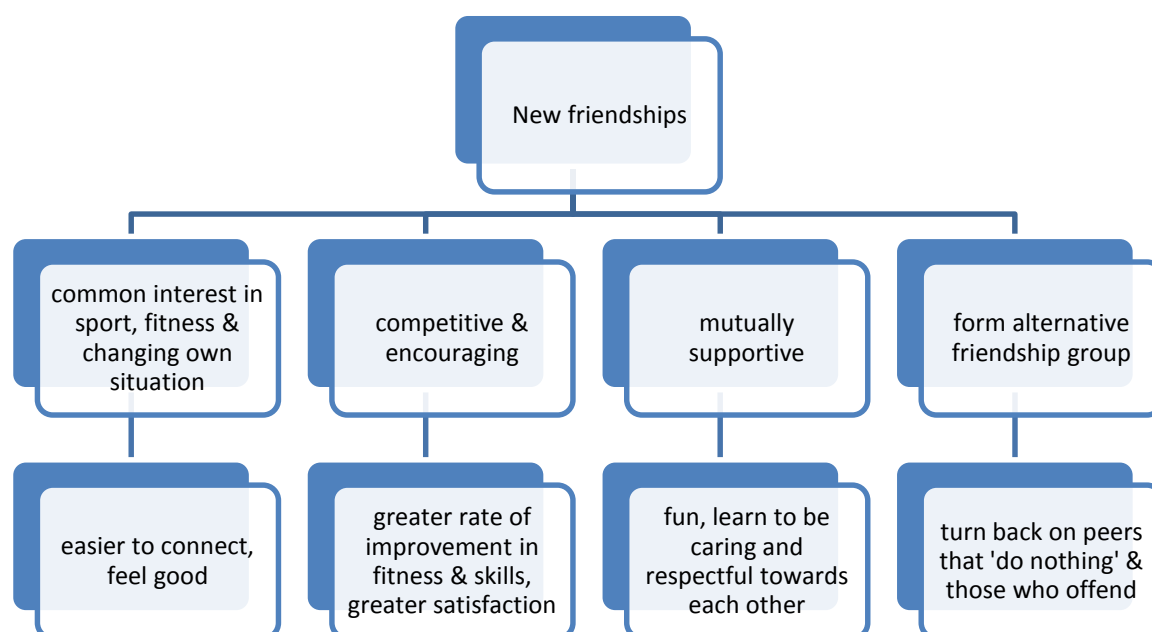 New friendships
common interest in
sport, fitness &
changing own
situation
competitive &
encouraging
mutually
supportive
form alternative
friendship group
easier to connect,
feel good
greater rate of
improvement in
fitness & skills,
greater satisfaction
fun, learn to be
caring and
respectful towards
each other
turn back on peers
that 'do nothing' &
those who offend